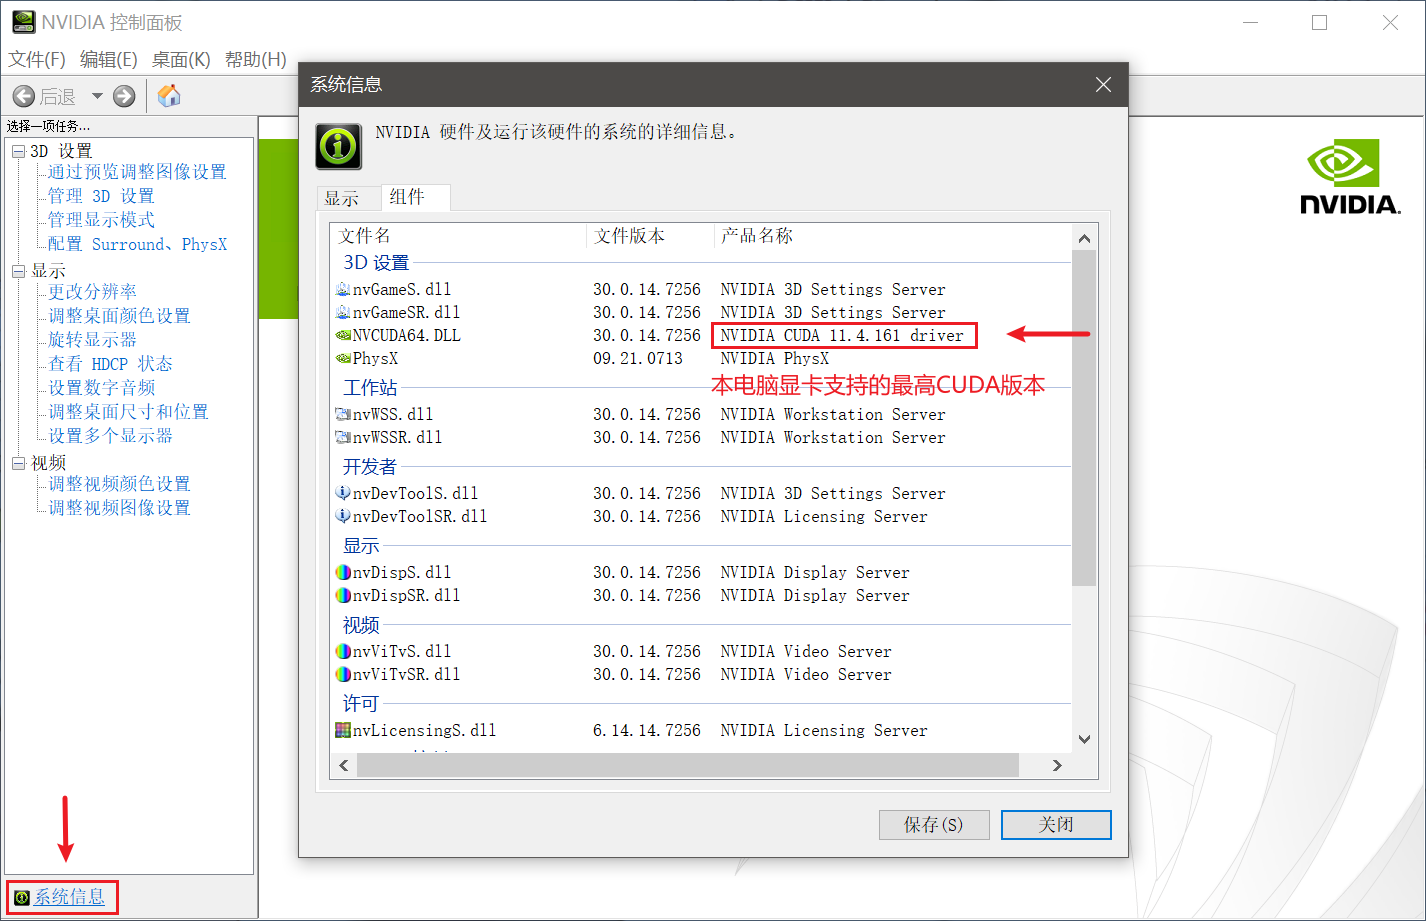 NVIDIA 控制面板
文件(F) 编辑(E) 桌面(K) 帮助(H)
后退
选择一项任务...
3D 设置
通过预览调整图像设置
管理 3D 设置
管理显示模式
配置 Surround、PhysX
显示
更改分辨率
调整桌面颜色设置
旋转显示器
查看 HDCP 状态
设置数字音频
调整桌面尺寸和位置
设置多个显示器
视频
调整视频颜色设置
调整视频图像设置
系统信息
NVIDIA.
系统信息
NVIDIA 硬件及运行该硬件的系统的详细信息。
显示 组件
文件名 文件版本 产品名称
3D 设置
nvGameS.dll 30.0.14.7256 NVIDIA 3D Settings Server
nvGameSR.dll 30.0.14.7256 NVIDIA 3D Settings Server
NVCUDA64.DLL 30.0.14.7256 NVIDIA CUDA 11.4.161 driver
PhysX 09.21.0713 NVIDIA PhysX
工作站 本电脑显卡支持的最高CUDA版本
nvWSS.dll 30.0.14.7256 NVIDIA Workstation Server
nvWSSR.dll 30.0.14.7256 NVIDIA Workstation Server
开发者
nvDevToolS.dll 30.0.14.7256 NVIDIA 3D Settings Server
nvDevToolSR.dll 30.0.14.7256 NVIDIA Licensing Server
显示
nvDispS.dll 30.0.14.7256 NVIDIA Display Server
nvDispSR.dll 30.0.14.7256 NVIDIA Display Server
视频
nvViTvS.dll 30.0.14.7256 NVIDIA Video Server
nvViTvSR.dll 30.0.14.7256 NVIDIA Video Server
许可
nvLicensingS.dll 6.14.14.7256 NVIDIA Licensing Server
保存(S) 关闭